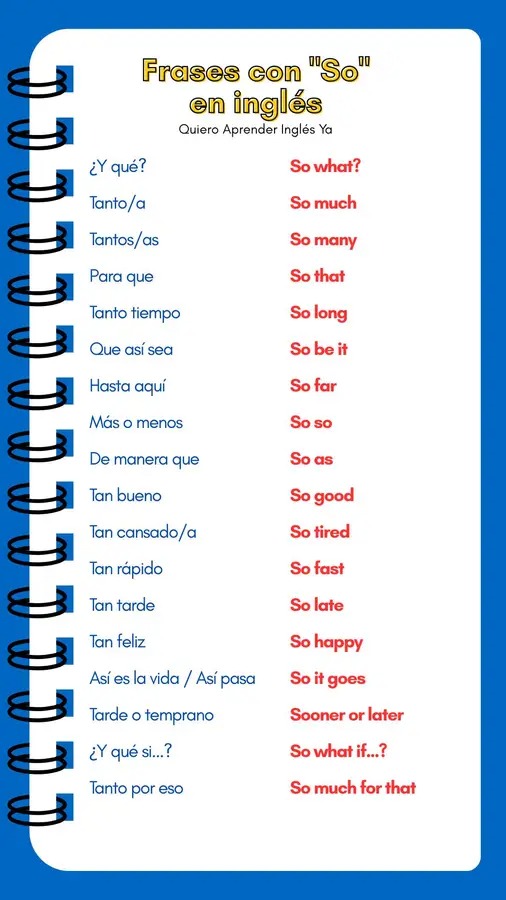 Frases con "So"
en inglés
Quiero Aprender Inglés Ya
¿Y qué? So what?
Tanto/a So much
Tantos/as So many
Para que So that
Tanto tiempo So long
Que así sea So be it
Hasta aquí So far
Más o menos So so
De manera que So as
Tan bueno So good
Tan cansado/a So tired
Tan rápido So fast
Tan tarde So late
Tan feliz So happy
Así es la vida / Así pasa So it goes
Tarde o temprano Sooner or later
¿Y qué si...? So what if...?
Tanto por eso So much for that